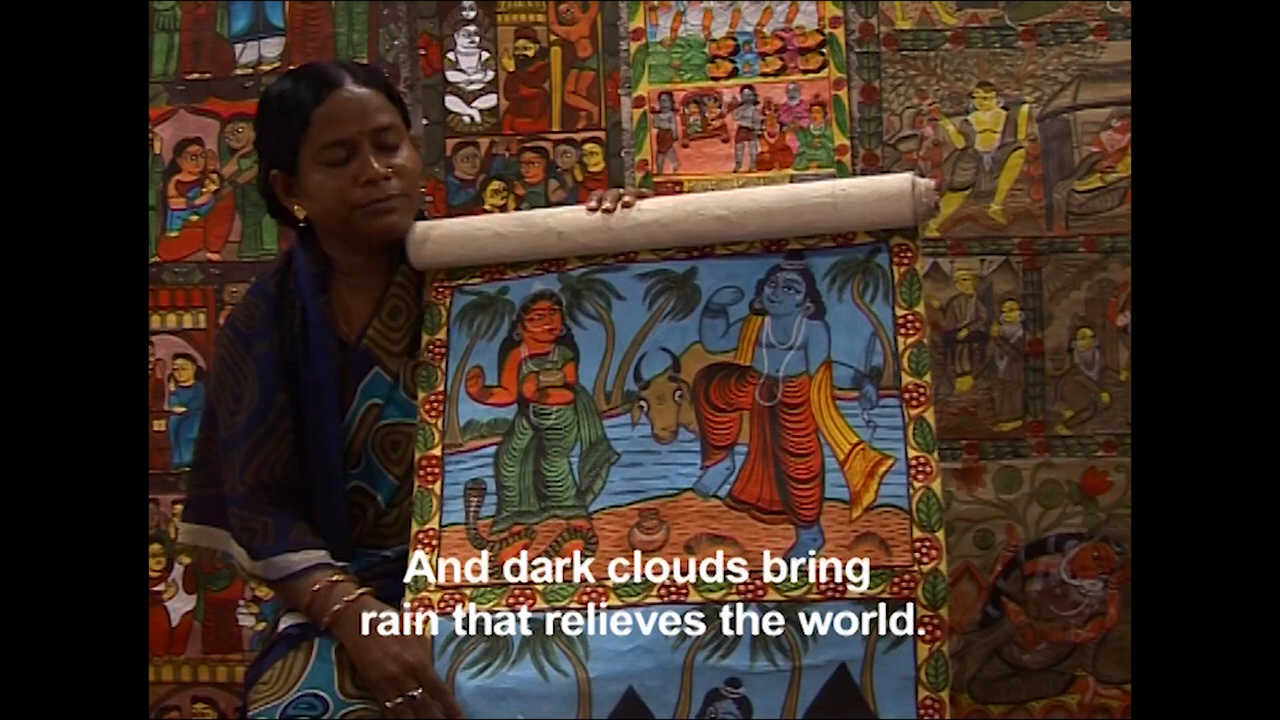 And dark clouds bring
rain that relieves the world.